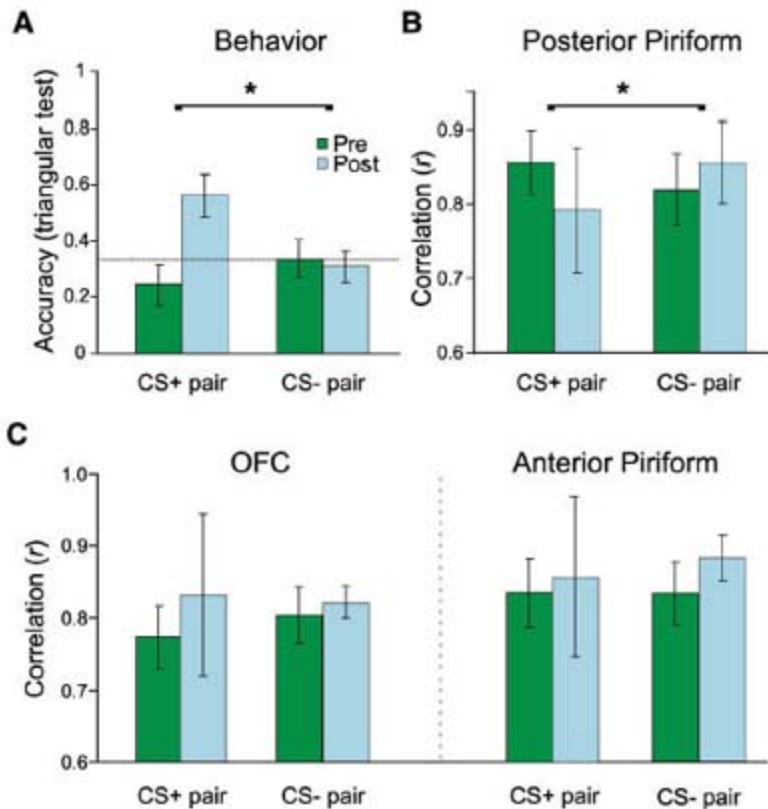 A
Behavior
Accuracy (triangular test)
1
0.8
0.6
0.4
0.2
0
*
Pre
Post
CS+ pair
CS- pair
B
Posterior Piriform
Correlation (r)
0.9
0.8
0.7
0.6
*
CS+ pair
CS- pair
C
OFC
Anterior Piriform
Correlation (r)
1.0
0.9
0.8
0.7
0.6
CS+ pair
CS- pair
CS+ pair
CS- pair